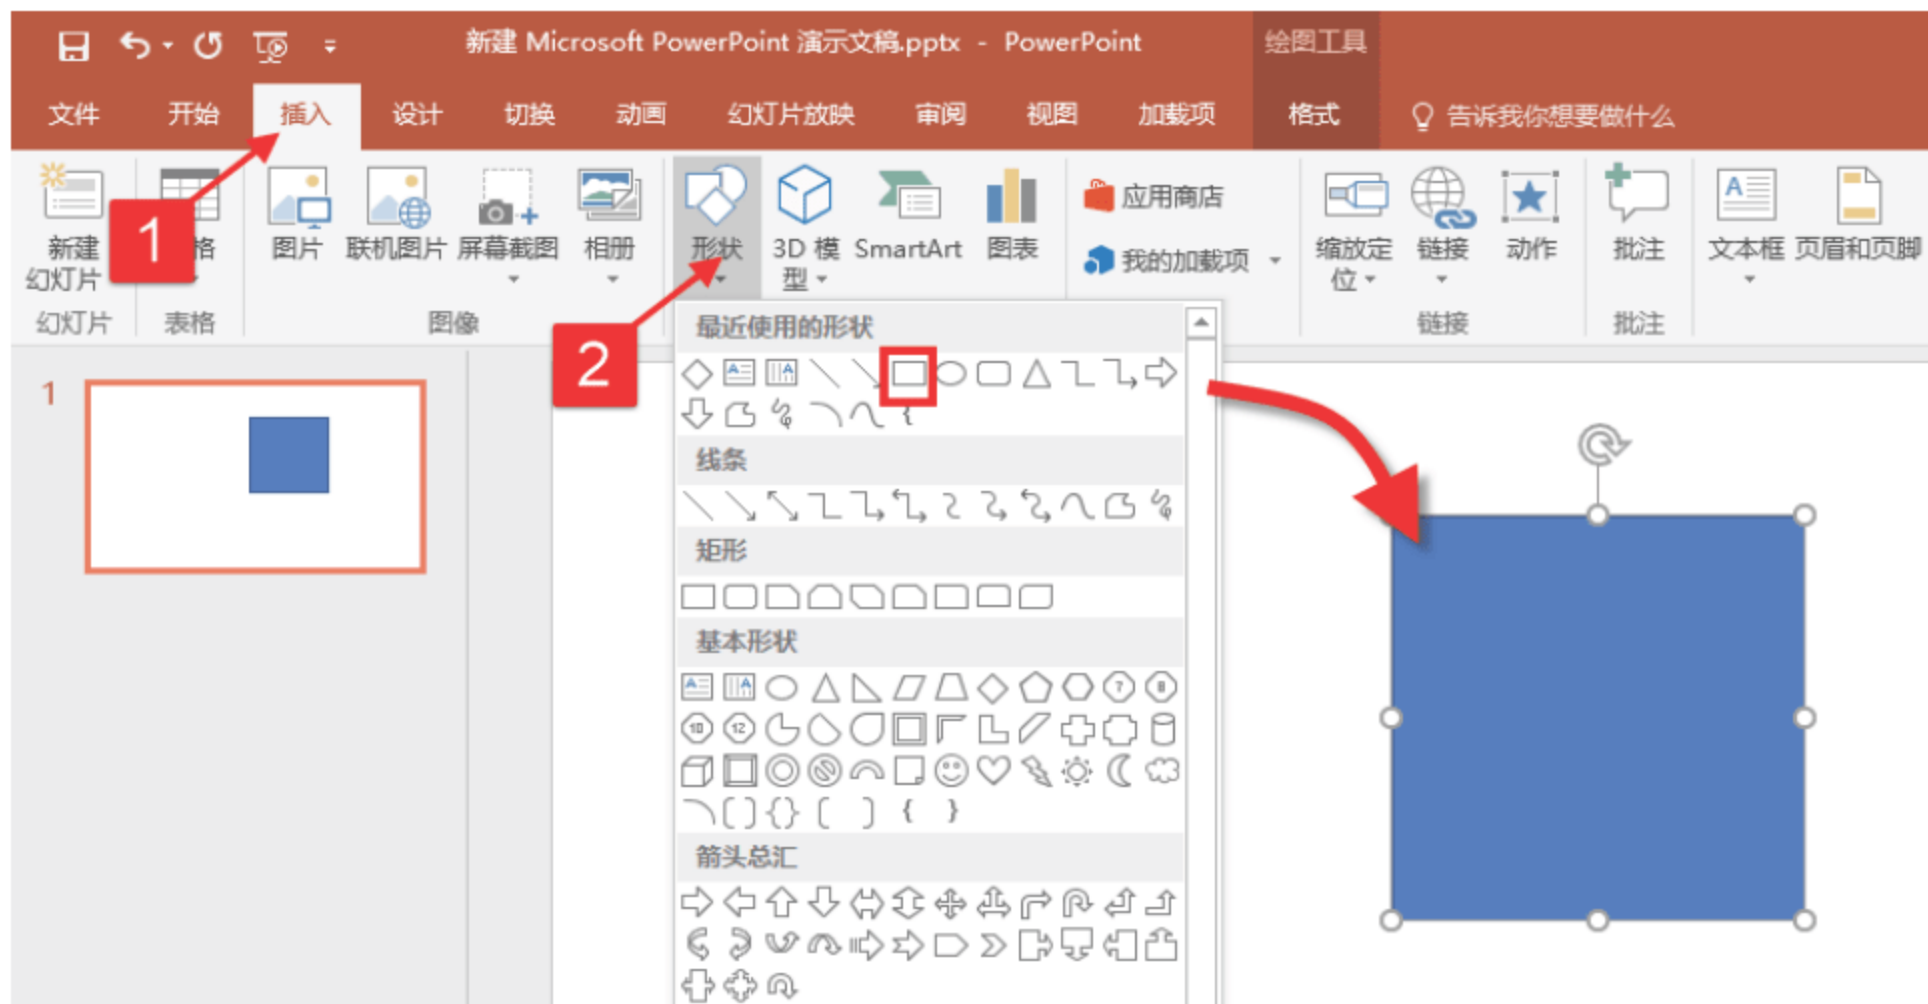 新建 Microsoft PowerPoint 演示文稿.pptx - PowerPoint
绘图工具
文件 开始 插入 设计 切换 动画 幻灯片放映 审阅 视图 加载项 格式 告诉我你想要做什么
新建
幻灯片
格
图片
联机图片
屏幕截图
相册
形状
3D 模
型
SmartArt
图表
应用商店
我的加载项
缩放定
位
链接
动作
批注
文本框
页眉和页脚
幻灯片 表格 图像 链接 批注
1
2
1
最近使用的形状
线条
矩形
基本形状
7 8
10 12
箭头总汇